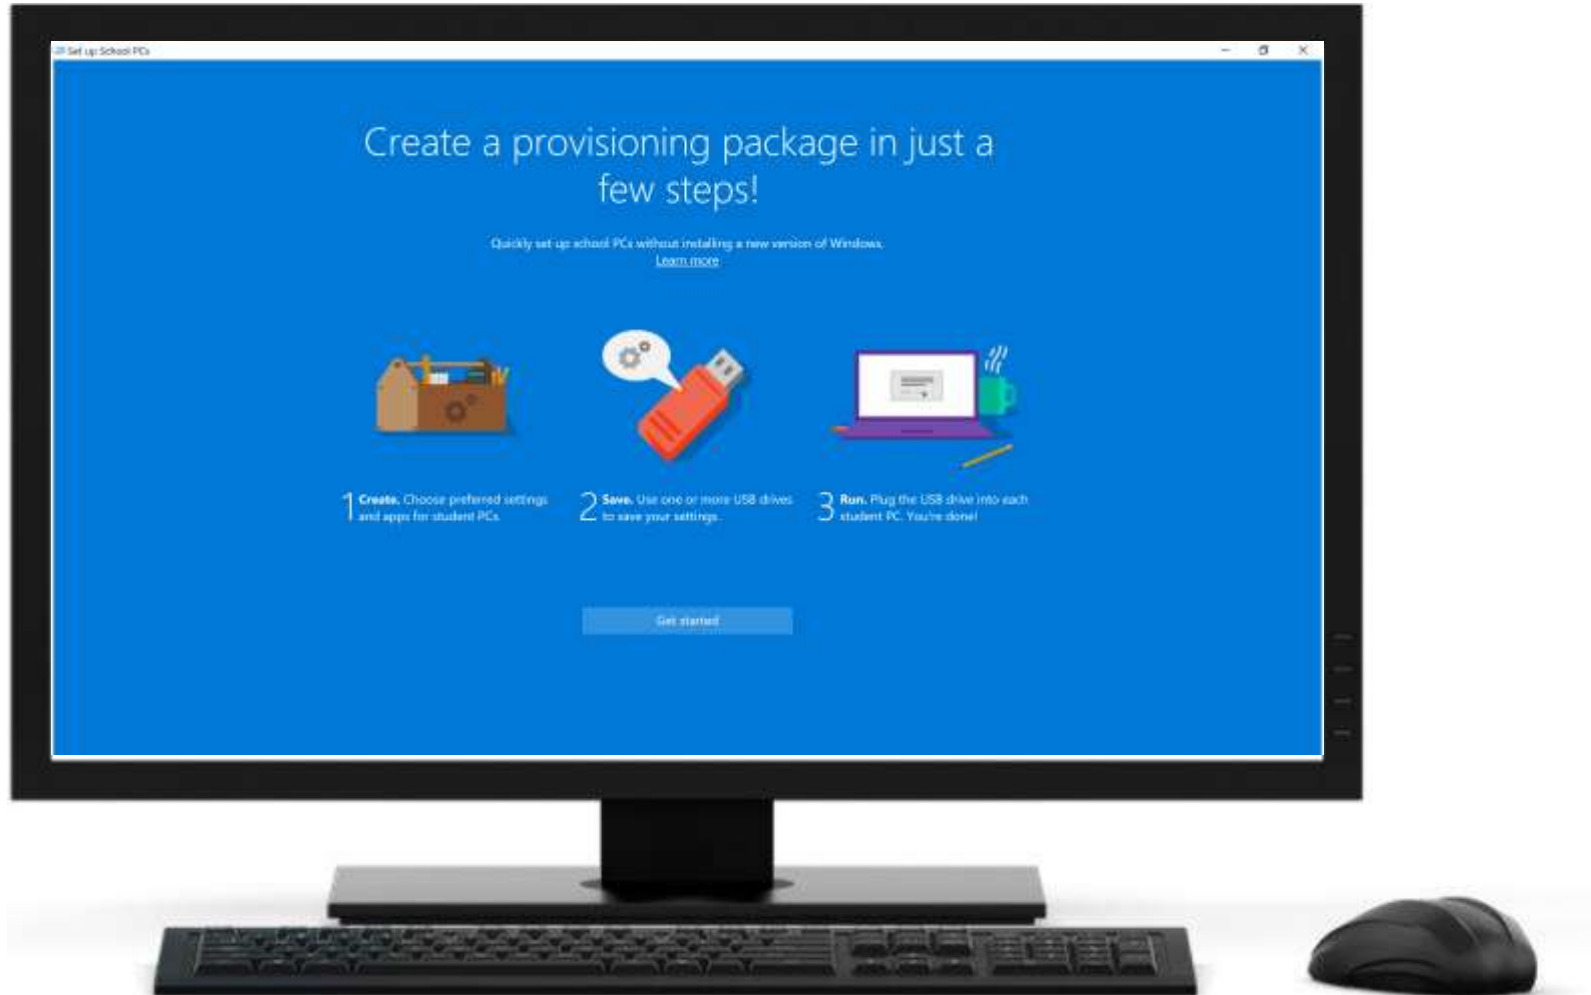 Set up School PCs
Create a provisioning package in just a
few steps!
Quickly set up school PCs without installing a new version of Windows.
Learn more
1 Create. Choose preferred settings
and apps for student PCs.
2 Save. Use one or more USB drives
to save your settings.
3 Run. Plug the USB drive into each
student PC. You're done!
Get started